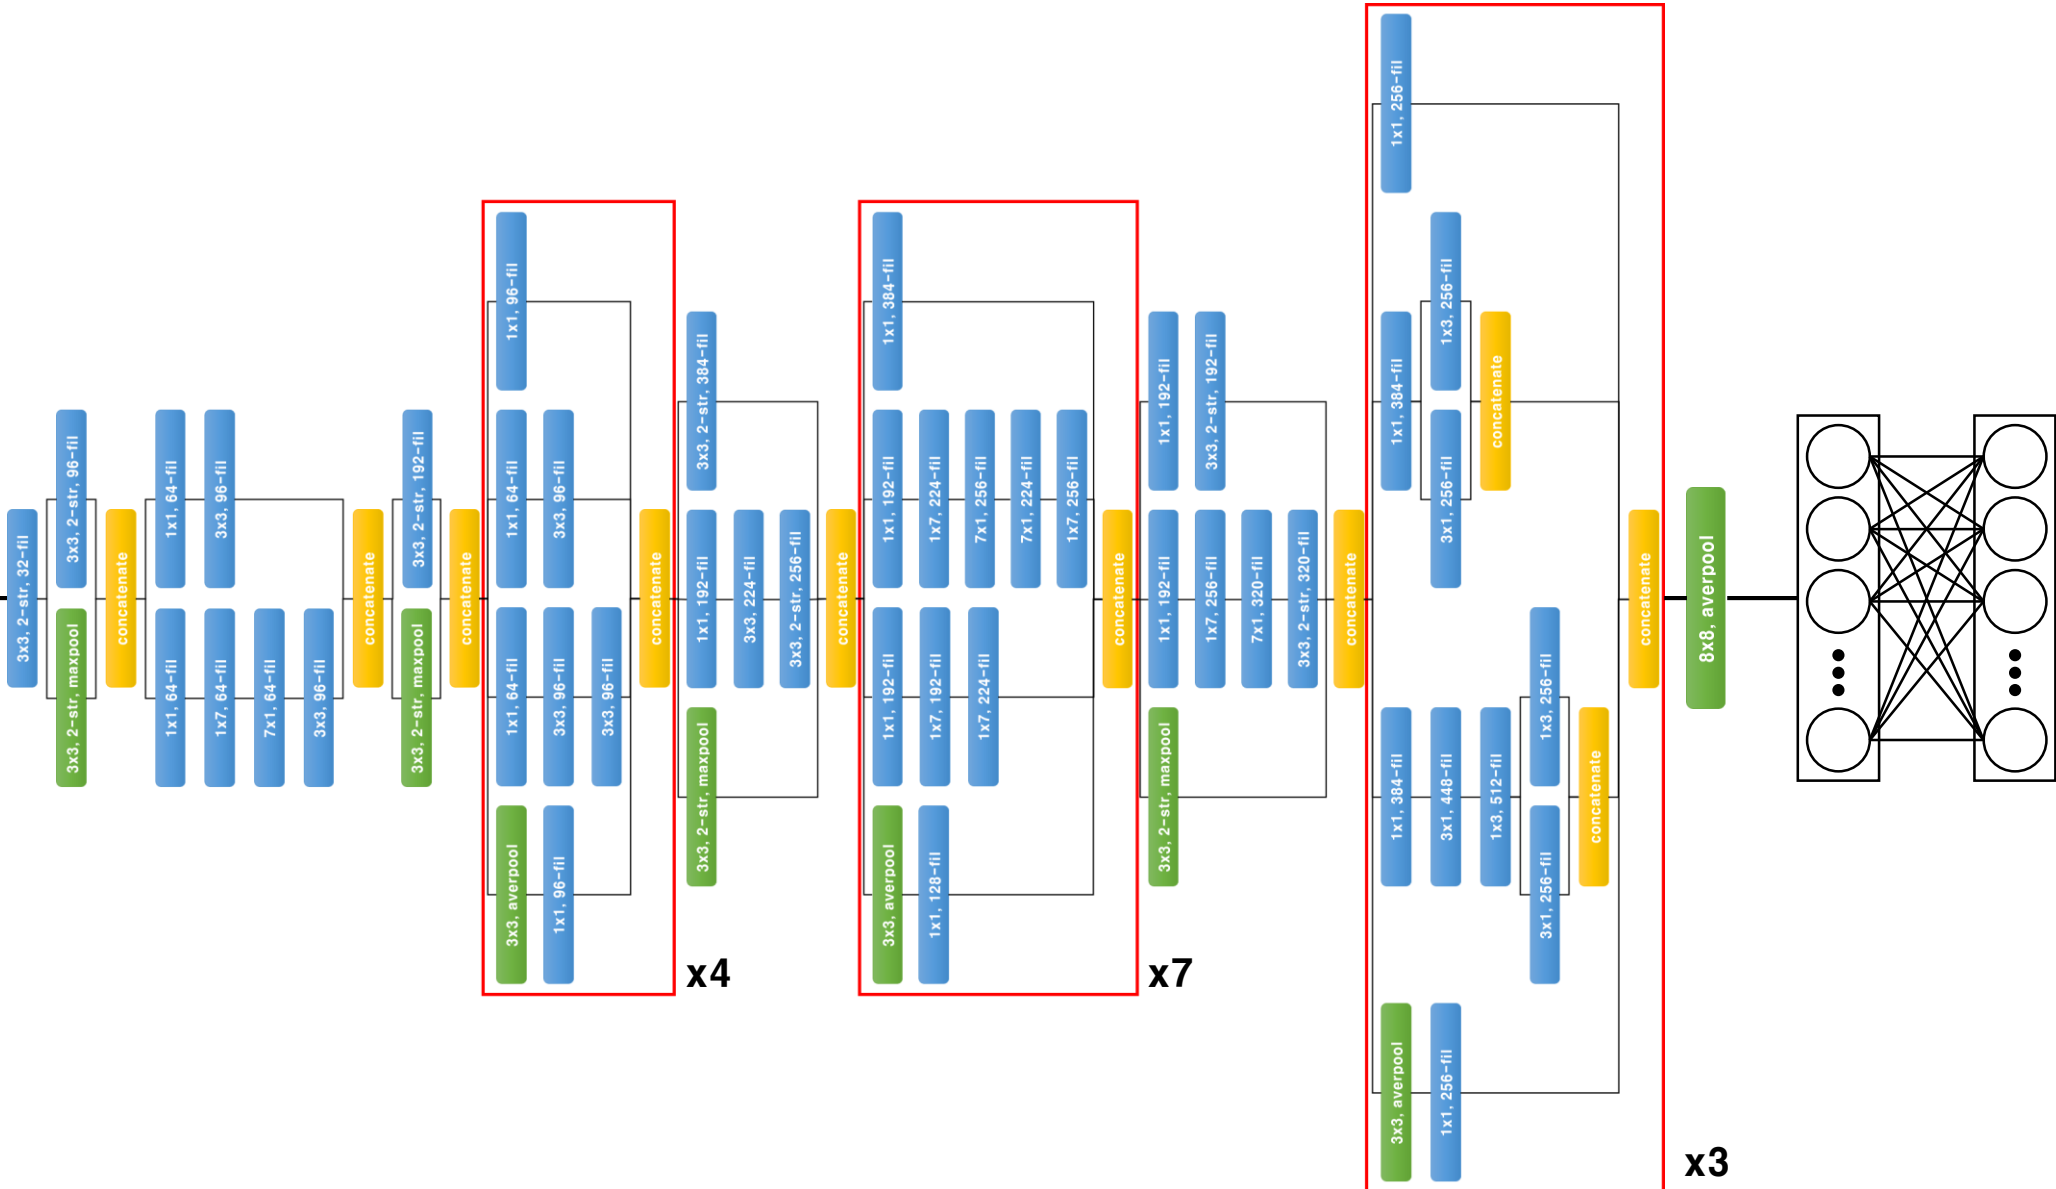 3x3, 2-str, 32-fil
3x3, 2-str, 96-fil
3x3, 2-str, maxpool
concatenate
1x1, 64-fil
3x3, 96-fil
1x1, 64-fil
1x7, 64-fil
7x1, 64-fil
3x3, 96-fil
concatenate
3x3, 2-str, 192-fil
3x3, 2-str, maxpool
concatenate
1x1, 96-fil
1x1, 64-fil
3x3, 96-fil
1x1, 64-fil
3x3, 96-fil
3x3, 96-fil
3x3, averpool
1x1, 96-fil
concatenate
x4
3x3, 2-str, 384-fil
1x1, 192-fil
3x3, 224-fil
3x3, 2-str, 256-fil
3x3, 2-str, maxpool
concatenate
1x1, 384-fil
1x1, 192-fil
1x7, 224-fil
7x1, 256-fil
7x1, 224-fil
1x7, 256-fil
1x1, 192-fil
1x7, 192-fil
1x7, 224-fil
3x3, averpool
1x1, 128-fil
concatenate
x7
1x1, 192-fil
3x3, 2-str, 192-fil
1x1, 192-fil
1x7, 256-fil
7x1, 320-fil
3x3, 2-str, 320-fil
3x3, 2-str, maxpool
concatenate
1x1, 256-fil
1x1, 384-fil
1x3, 256-fil
3x1, 256-fil
concatenate
1x1, 384-fil
3x1, 448-fil
1x3, 512-fil
1x3, 256-fil
3x1, 256-fil
concatenate
3x3, averpool
1x1, 256-fil
concatenate
x3
8x8, averpool